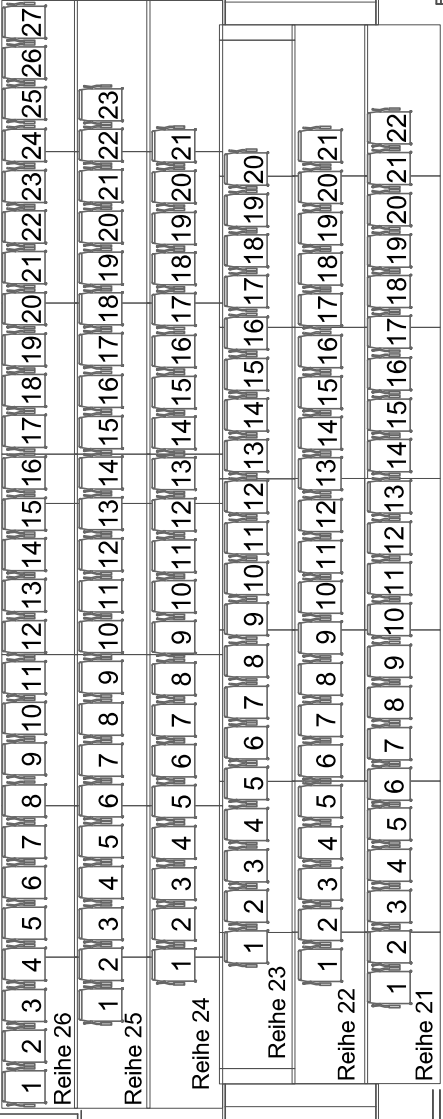 1 2 3 4 5 6 7 8 9 10 11 12 13 14 15 16 17 18 19 20 21 22 23 24 25 26 27
Reihe 26
1 2 3 4 5 6 7 8 9 10 11 12 13 14 15 16 17 18 19 20 21 22 23
Reihe 25
1 2 3 4 5 6 7 8 9 10 11 12 13 14 15 16 17 18 19 20 21
Reihe 24
1 2 3 4 5 6 7 8 9 10 11 12 13 14 15 16 17 18 19 20
Reihe 23
1 2 3 4 5 6 7 8 9 10 11 12 13 14 15 16 17 18 19 20 21
Reihe 22
1 2 3 4 5 6 7 8 9 10 11 12 13 14 15 16 17 18 19 20 21 22
Reihe 21